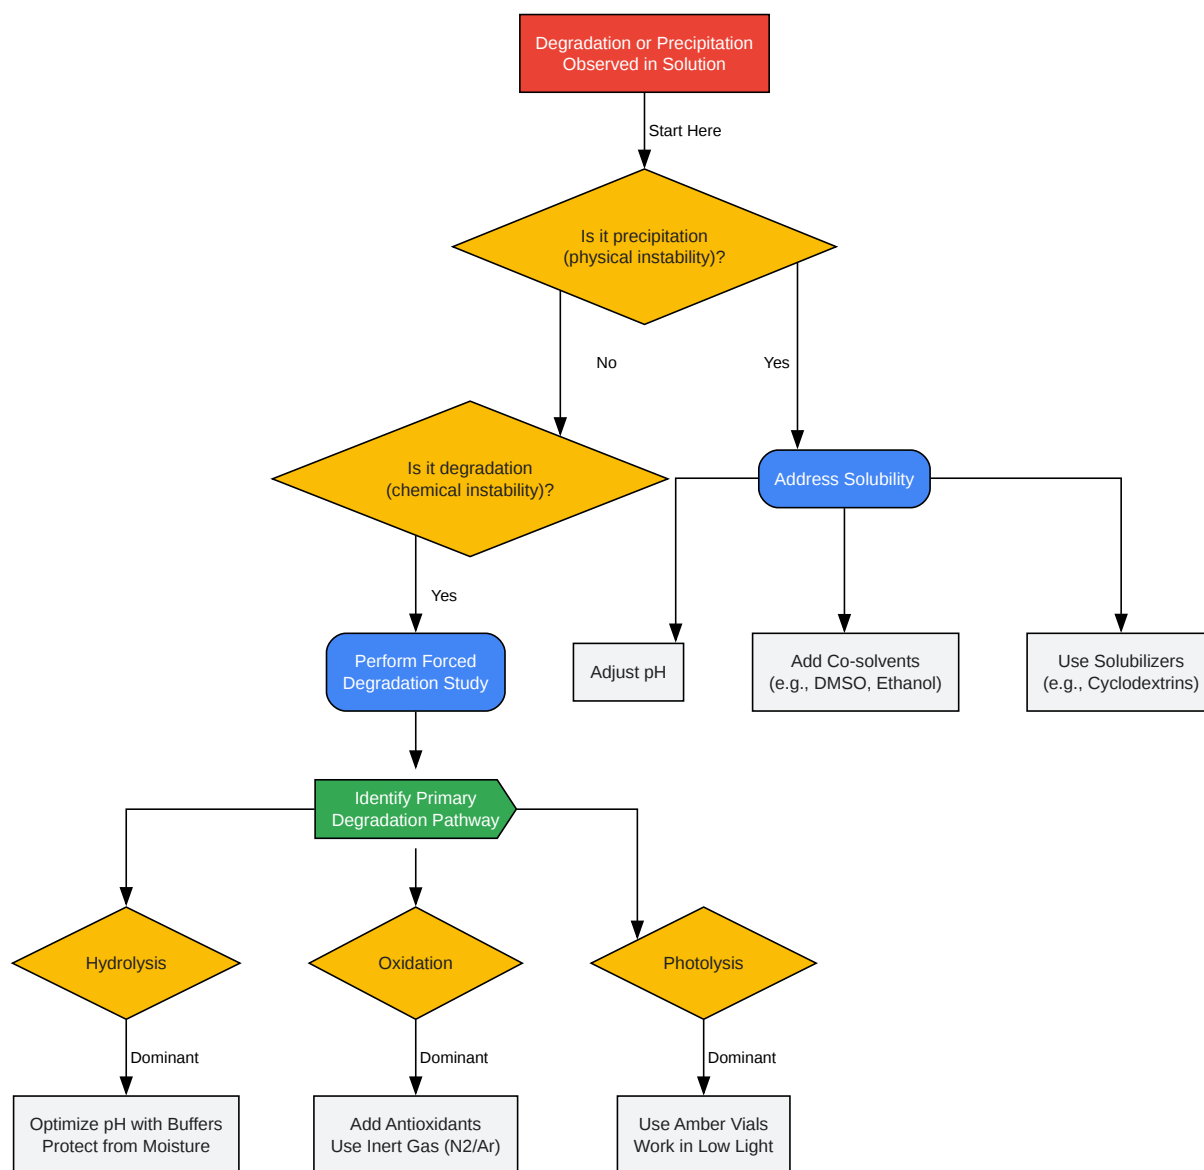 Degradation or Precipitation
Observed in Solution
Start Here
Is it precipitation
(physical instability)?
No
Yes
Is it degradation
(chemical instability)?
Address Solubility
Yes
Perform Forced
Degradation Study
Adjust pH
Add Co-solvents
(e.g., DMSO, Ethanol)
Use Solubilizers
(e.g., Cyclodextrins)
Identify Primary
Degradation Pathway
Hydrolysis
Oxidation
Photolysis
Dominant
Dominant
Dominant
Optimize pH with Buffers
Protect from Moisture
Add Antioxidants
Use Inert Gas (N2/Ar)
Use Amber Vials
Work in Low Light